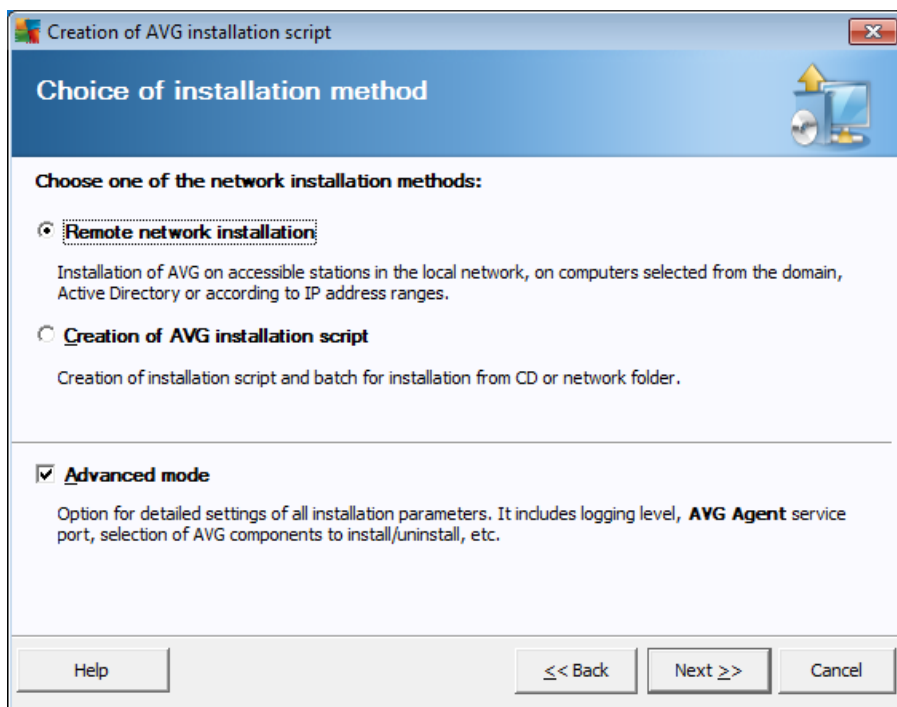 Creation of AVG installation script
Choice of installation method
Choose one of the network installation methods:
Remote network installation
Installation of AVG on accessible stations in the local network, on computers selected from the domain,
Active Directory or according to IP address ranges.
Creation of AVG installation script
Creation of installation script and batch for installation from CD or network folder.
Advanced mode
Option for detailed settings of all installation parameters. It includes logging level, AVG Agent service
port, selection of AVG components to install/uninstall, etc.
Help
<< Back
Next >>
Cancel